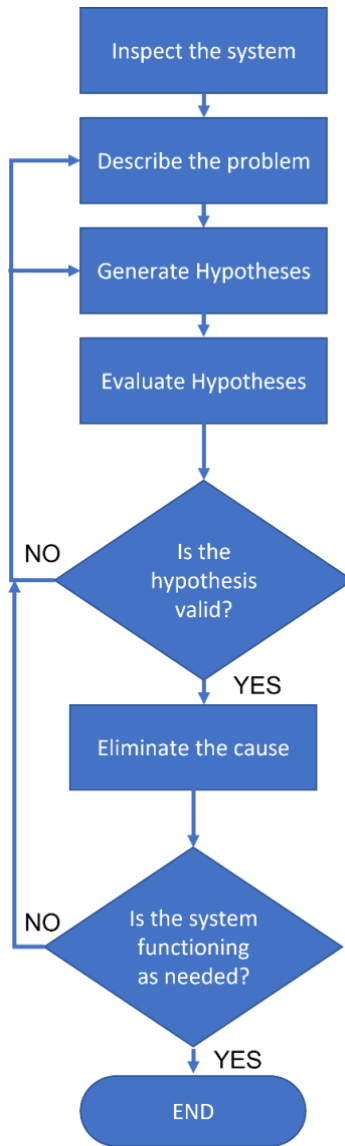 Inspect the system
Describe the problem
Generate Hypotheses
Evaluate Hypotheses
NO
Is the
hypothesis
valid?
YES
Eliminate the cause
NO
Is the system
functioning
as needed?
YES
END